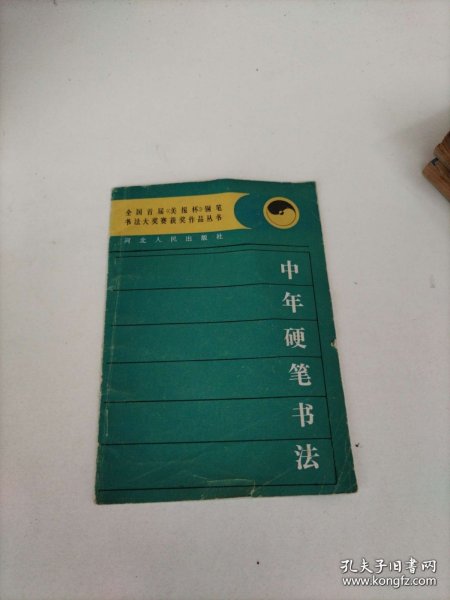 全国首届《美报杯》钢笔
书法大奖赛获奖作品丛书
河北人民出版社
中年硬笔书法
孔夫子旧书网
www.kongfz.com